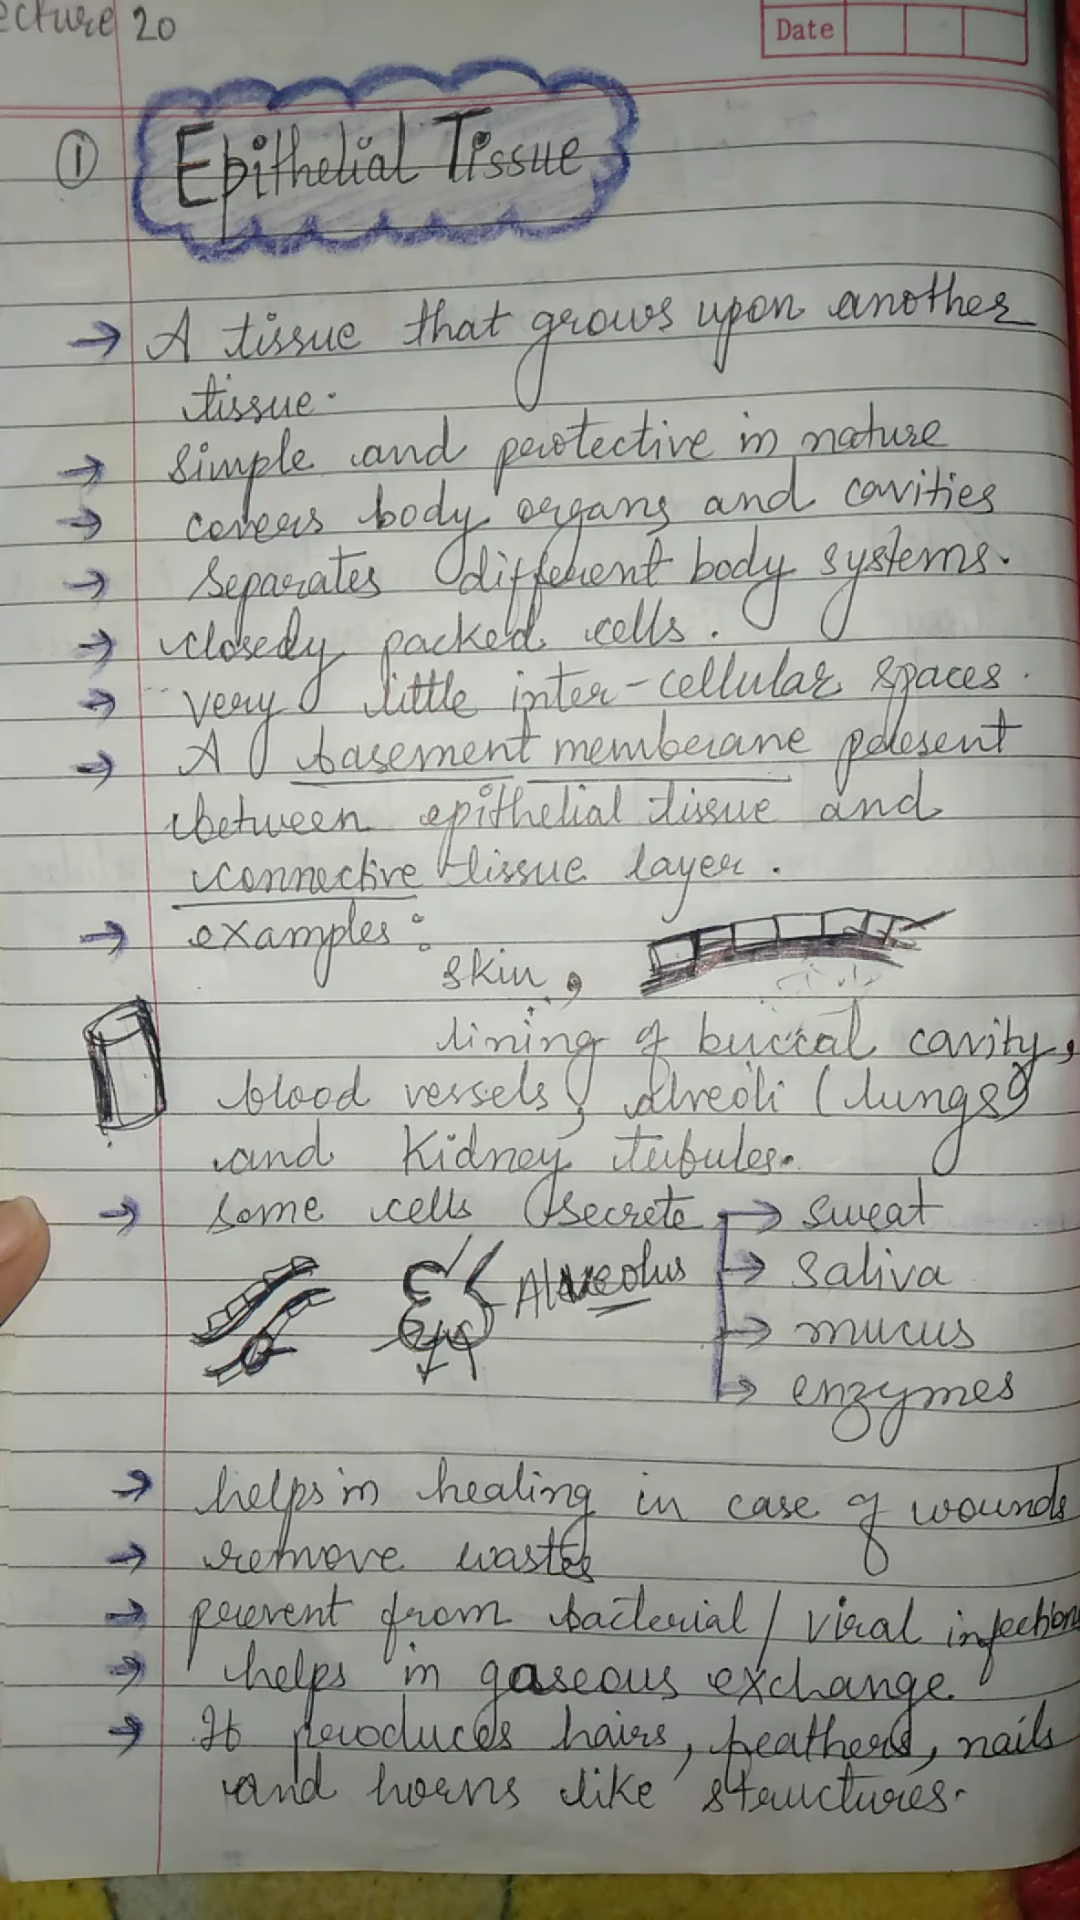 ecture 20
Date
① Epithelial Tissue
→ A tissue that grows upon another
tissue.
→ simple and protective in nature
→ covers body organs and cavities
→ separates different body systems.
→ closedy packed cells.
→ very little inter-cellular spaces.
→ A basement membrane present
between epithelial tissue and
connective tissue layer.
→ examples:
skin,
lining of buccal cavity,
blood vessels, alveoli (lungs)
and Kidney tubules.
→ some cells secrete → sweat
Alveolus → saliva
→ mucus
→ enzymes
→ helps in healing in case of wounds
→ remove wastes
→ prevent from bacterial / viral infection
→ helps in gaseous exchange.
→ It produces hairs, feathers, nails
and horns like structures.